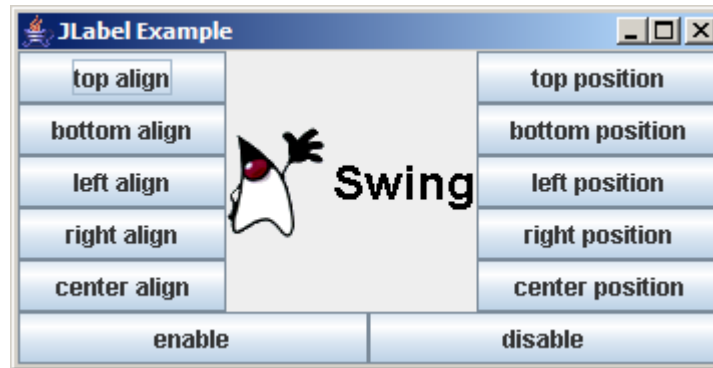 JLabel Example
top align
top position
bottom align
bottom position
left align
Swing
left position
right align
right position
center align
center position
enable
disable